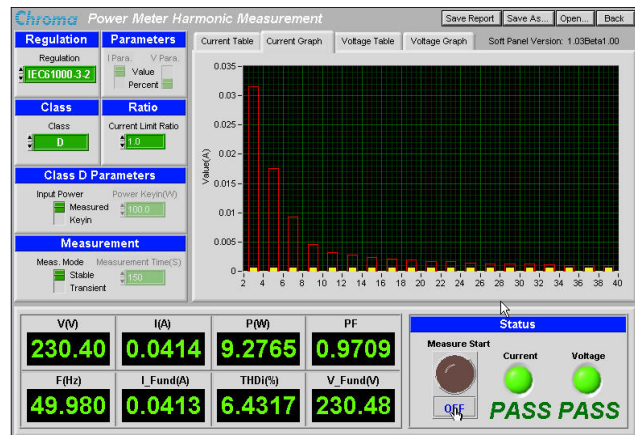 Chroma Power Meter Harmonic Measurement
Save Report Save As... Open... Back
Regulation Parameters
Current Table Current Graph Voltage Table Voltage Graph Soft Panel Version: 1.03Beta1.00
Regulation
IEC61000-3-2
I Para. V Para.
Value
Percent
Class Ratio
Class
D
Current Limit Ratio
1.0
Class D Parameters
Input Power Power Keyin(W)
Measured
Keyin
100.0
Measurement
Meas. Mode Measurement Time(S)
Stable
Transient
150
Value(A)
0.035
0.03
0.025
0.02
0.015
0.01
0.005
0
2 4 6 8 10 12 14 16 18 20 22 24 26 28 30 32 34 36 38 40
V(V) I(A) P(W) PF
230.40 0.0414 9.2765 0.9709
F(Hz) I_Fund(A) THDi(%) V_Fund(V)
49.980 0.0413 6.4317 230.48
Status
Measure Start
OFF
Current Voltage
PASS PASS